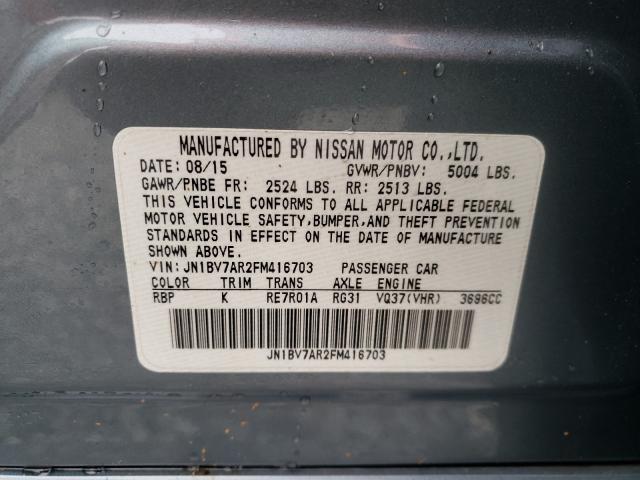 MANUFACTURED BY NISSAN MOTOR CO.,LTD.
DATE: 08/15 GVWR/PNBV: 5004 LBS.
GAWR/PNBE FR: 2524 LBS. RR: 2513 LBS.
THIS VEHICLE CONFORMS TO ALL APPLICABLE FEDERAL
MOTOR VEHICLE SAFETY,BUMPER,AND THEFT PREVENTION
STANDARDS IN EFFECT ON THE DATE OF MANUFACTURE
SHOWN ABOVE.
VIN: JN1BV7AR2FM416703 PASSENGER CAR
COLOR TRIM TRANS AXLE ENGINE
RBP K RE7R01A RG31 VQ37(VHR) 3696CC
JN1BV7AR2FM416703